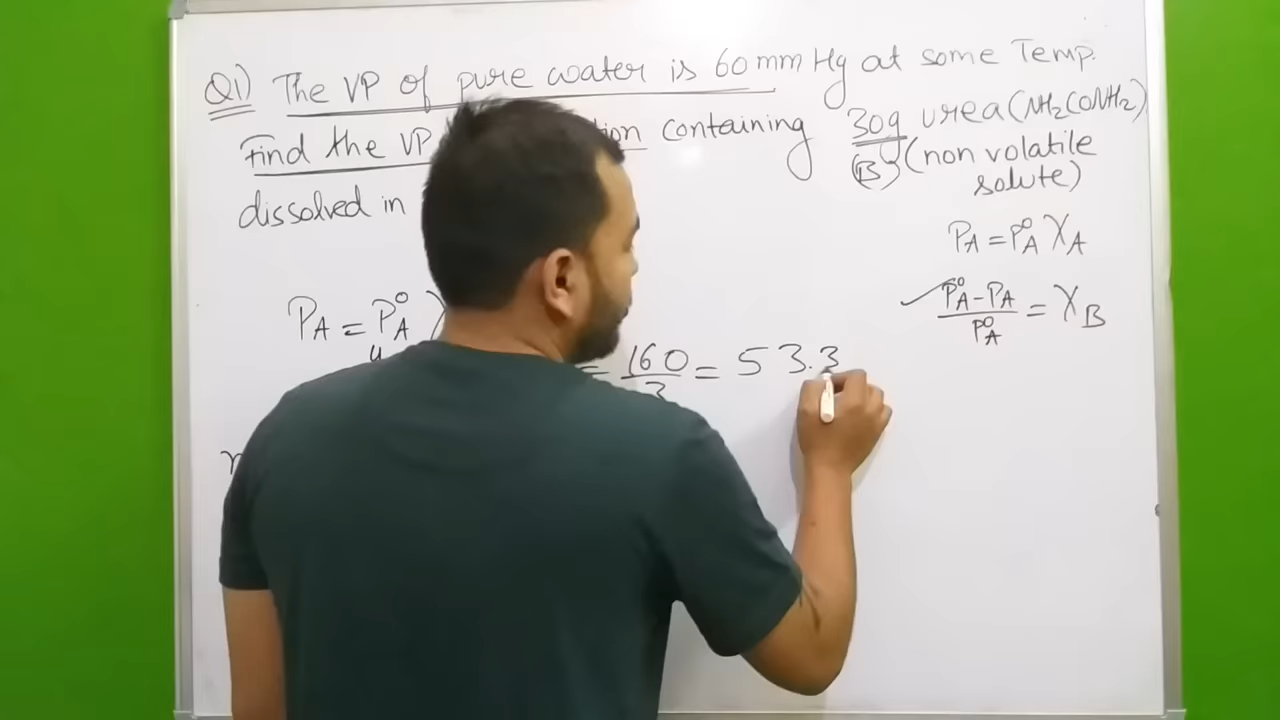 Q1) The VP of pure water is 60 mm Hg at some Temp.
Find the VP containing 30g urea (NH2CONH2)
(B) (non volatile
solute)
dissolved in
PA = P°A XA
P°A - PA / P°A = XB
PA = P°A
= 160 / 3 = 53.3